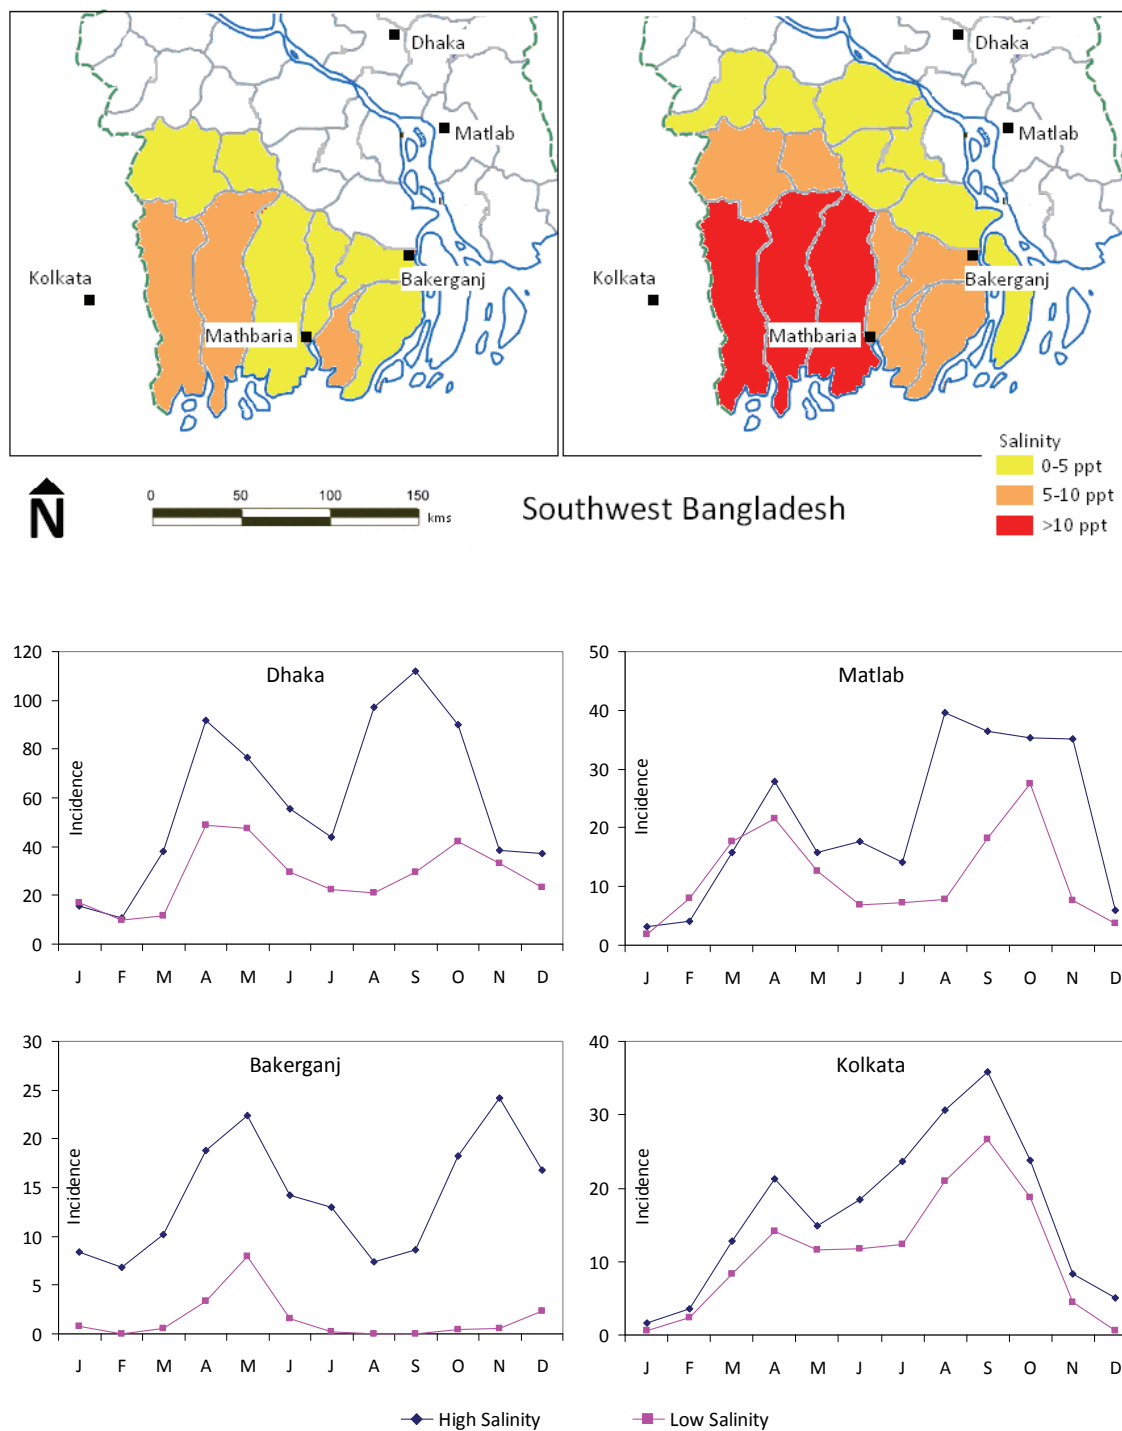 Dhaka
Matlab
Kolkata
Bakerganj
Mathbaria
Dhaka
Matlab
Kolkata
Bakerganj
Mathbaria
Salinity
0-5 ppt
5-10 ppt
>10 ppt
N
0 50 100 150
kms
Southwest Bangladesh
Dhaka
Incidence
120
100
80
60
40
20
0
J F M A M J J A S O N D
Matlab
Incidence
50
40
30
20
10
0
J F M A M J J A S O N D
Bakerganj
Incidence
30
25
20
15
10
5
0
J F M A M J J A S O N D
Kolkata
Incidence
40
30
20
10
0
J F M A M J J A S O N D
High Salinity Low Salinity